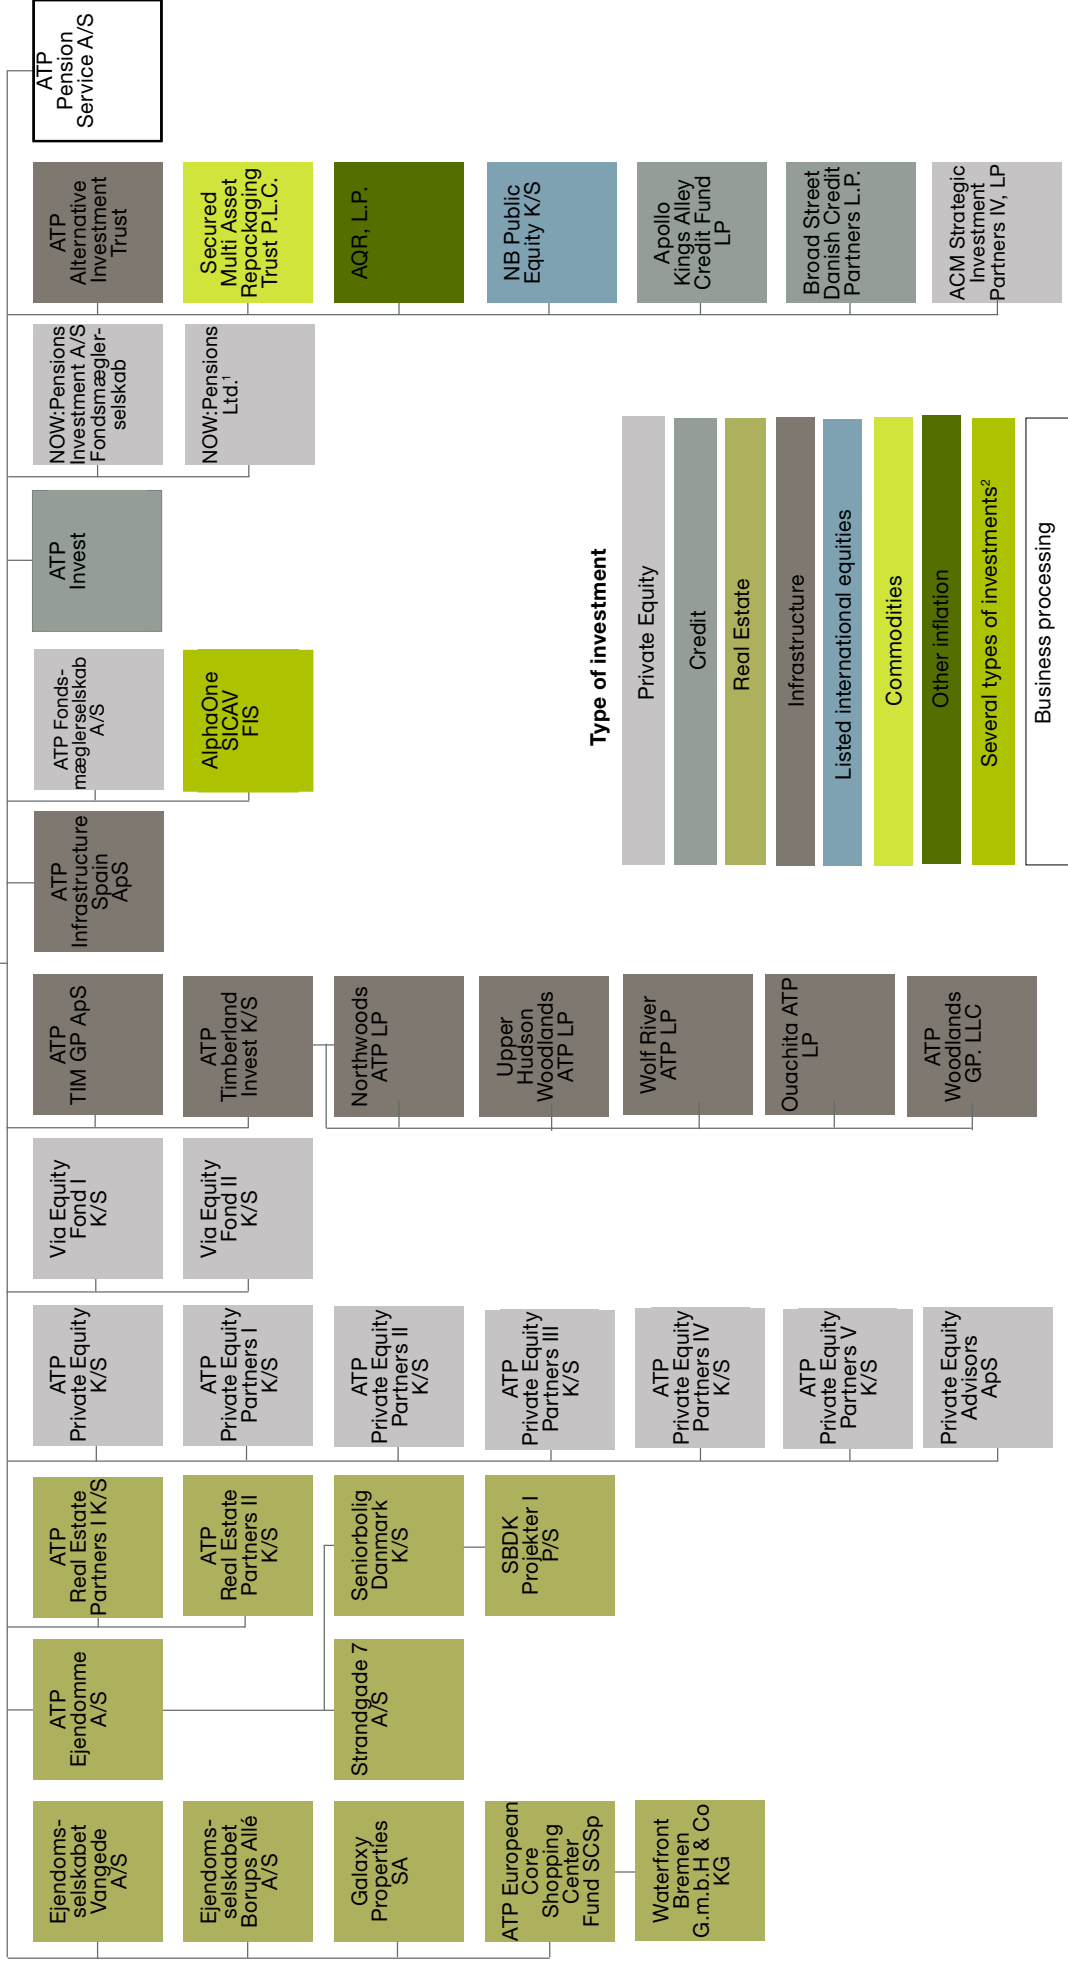 Ejendoms-
selskabet
Vangede
A/S
Ejendoms-
selskabet
Borups Allé
A/S
Galaxy
Properties
SA
ATP European
Core
Shopping
Center
Fund SCSp
Waterfront
Bremen
G.m.b.H & Co
KG
ATP
Ejendomme
A/S
Strandgade 7
A/S
ATP
Real Estate
Partners I K/S
ATP
Real Estate
Partners II
K/S
Seniorbolig
Danmark
K/S
SBDK
Projekter I
P/S
ATP
Private Equity
K/S
ATP
Private Equity
Partners I
K/S
ATP
Private Equity
Partners II
K/S
ATP
Private Equity
Partners III
K/S
ATP
Private Equity
Partners IV
K/S
ATP
Private Equity
Partners V
K/S
Private Equity
Advisors
ApS
Via Equity
Fond I
K/S
Via Equity
Fond II
K/S
ATP
TIM GP ApS
ATP
Timberland
Invest K/S
Northwoods
ATP LP
Upper
Hudson
Woodlands
ATP LP
Wolf River
ATP LP
Ouachita ATP
LP
ATP
Woodlands
GP. LLC
ATP
Infrastructure
Spain
ApS
ATP Fonds-
mæglerselskab
A/S
AlphaOne
SICAV
FIS
ATP
Invest
NOW:Pensions
Investment A/S
Fondsmægler-
selskab
NOW:Pensions
Ltd.¹
ATP
Alternative
Investment
Trust
Secured
Multi Asset
Repackaging
Trust P.L.C.
AQR, L.P.
NB Public
Equity K/S
Apollo
Kings Alley
Credit Fund
LP
Broad Street
Danish Credit
Partners L.P.
ACM Strategic
Investment
Partners IV, LP
ATP
Pension
Service A/S
Type of investment
Private Equity
Credit
Real Estate
Infrastructure
Listed international equities
Commodities
Other inflation
Several types of investments²
Business processing